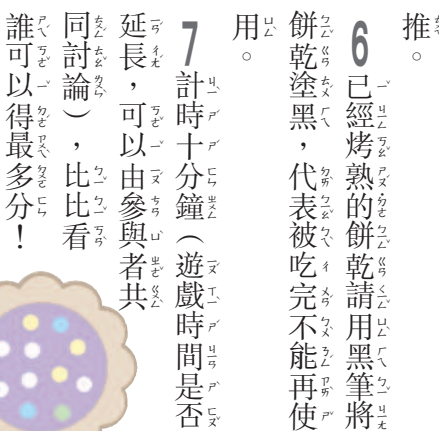 推。
6 已經烤熟的餅乾請用黑筆將
餅乾塗黑，代表被吃完不能再使
用。
7 計時十分鐘（遊戲時間是否
延長，可以由參與者共
同討論），比比看
誰可以得最多分！